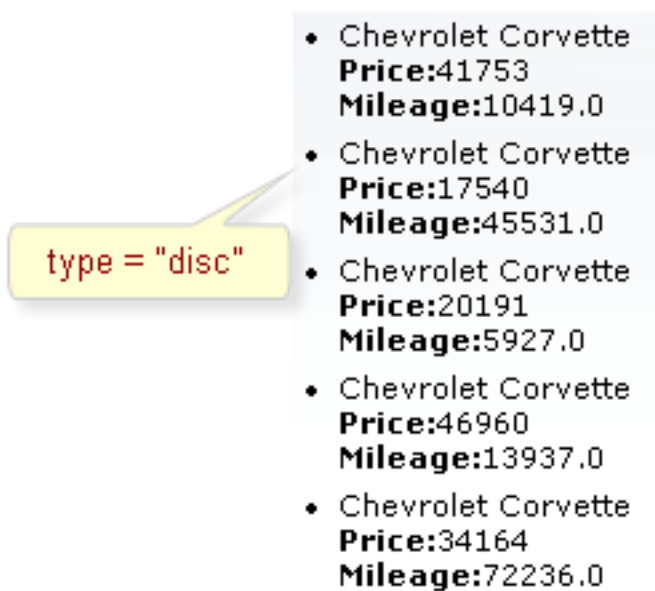 • Chevrolet Corvette
Price:41753
Mileage:10419.0
• Chevrolet Corvette
Price:17540
Mileage:45531.0
type = "disc"
• Chevrolet Corvette
Price:20191
Mileage:5927.0
• Chevrolet Corvette
Price:46960
Mileage:13937.0
• Chevrolet Corvette
Price:34164
Mileage:72236.0